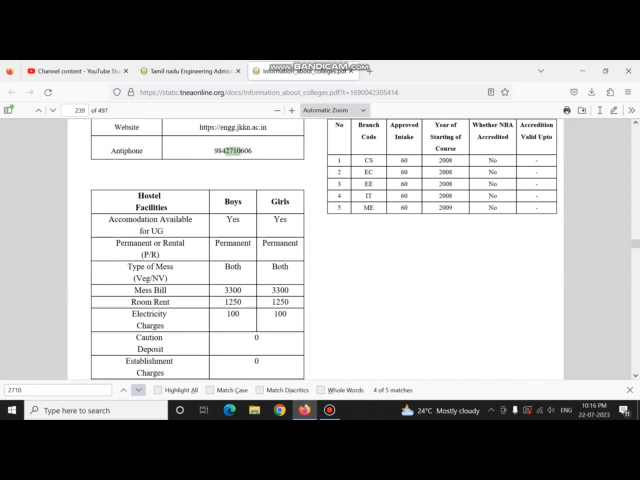 WWW.BANDICAM.COM
Channel content - YouTube Stu
Tamil nadu Engineering Admis
information_about_colleges.pdf
https://static.tneaonline.org/docs/Information_about_colleges.pdf?t=1690042305414
239 of 497
Automatic Zoom
Website https://engg.jkkn.ac.in
Antiphone 9842710606
Hostel Facilities Boys Girls
Accomodation Available for UG Yes Yes
Permanent or Rental (P/R) Permanent Permanent
Type of Mess (Veg/NV) Both Both
Mess Bill 3300 3300
Room Rent 1250 1250
Electricity Charges 100 100
Caution Deposit 0
Establishment Charges 0
No Branch Code Approved Intake Year of Starting of Course Whether NBA Accredited Accreditation Valid Upto
1 CS 60 2008 No -
2 EC 60 2008 No -
3 EE 60 2008 No -
4 IT 60 2008 No -
5 ME 60 2009 No -
2710 Highlight All Match Case Match Diacritics Whole Words 4 of 5 matches
Type here to search
24°C Mostly cloudy
ENG
10:16 PM
22-07-2023